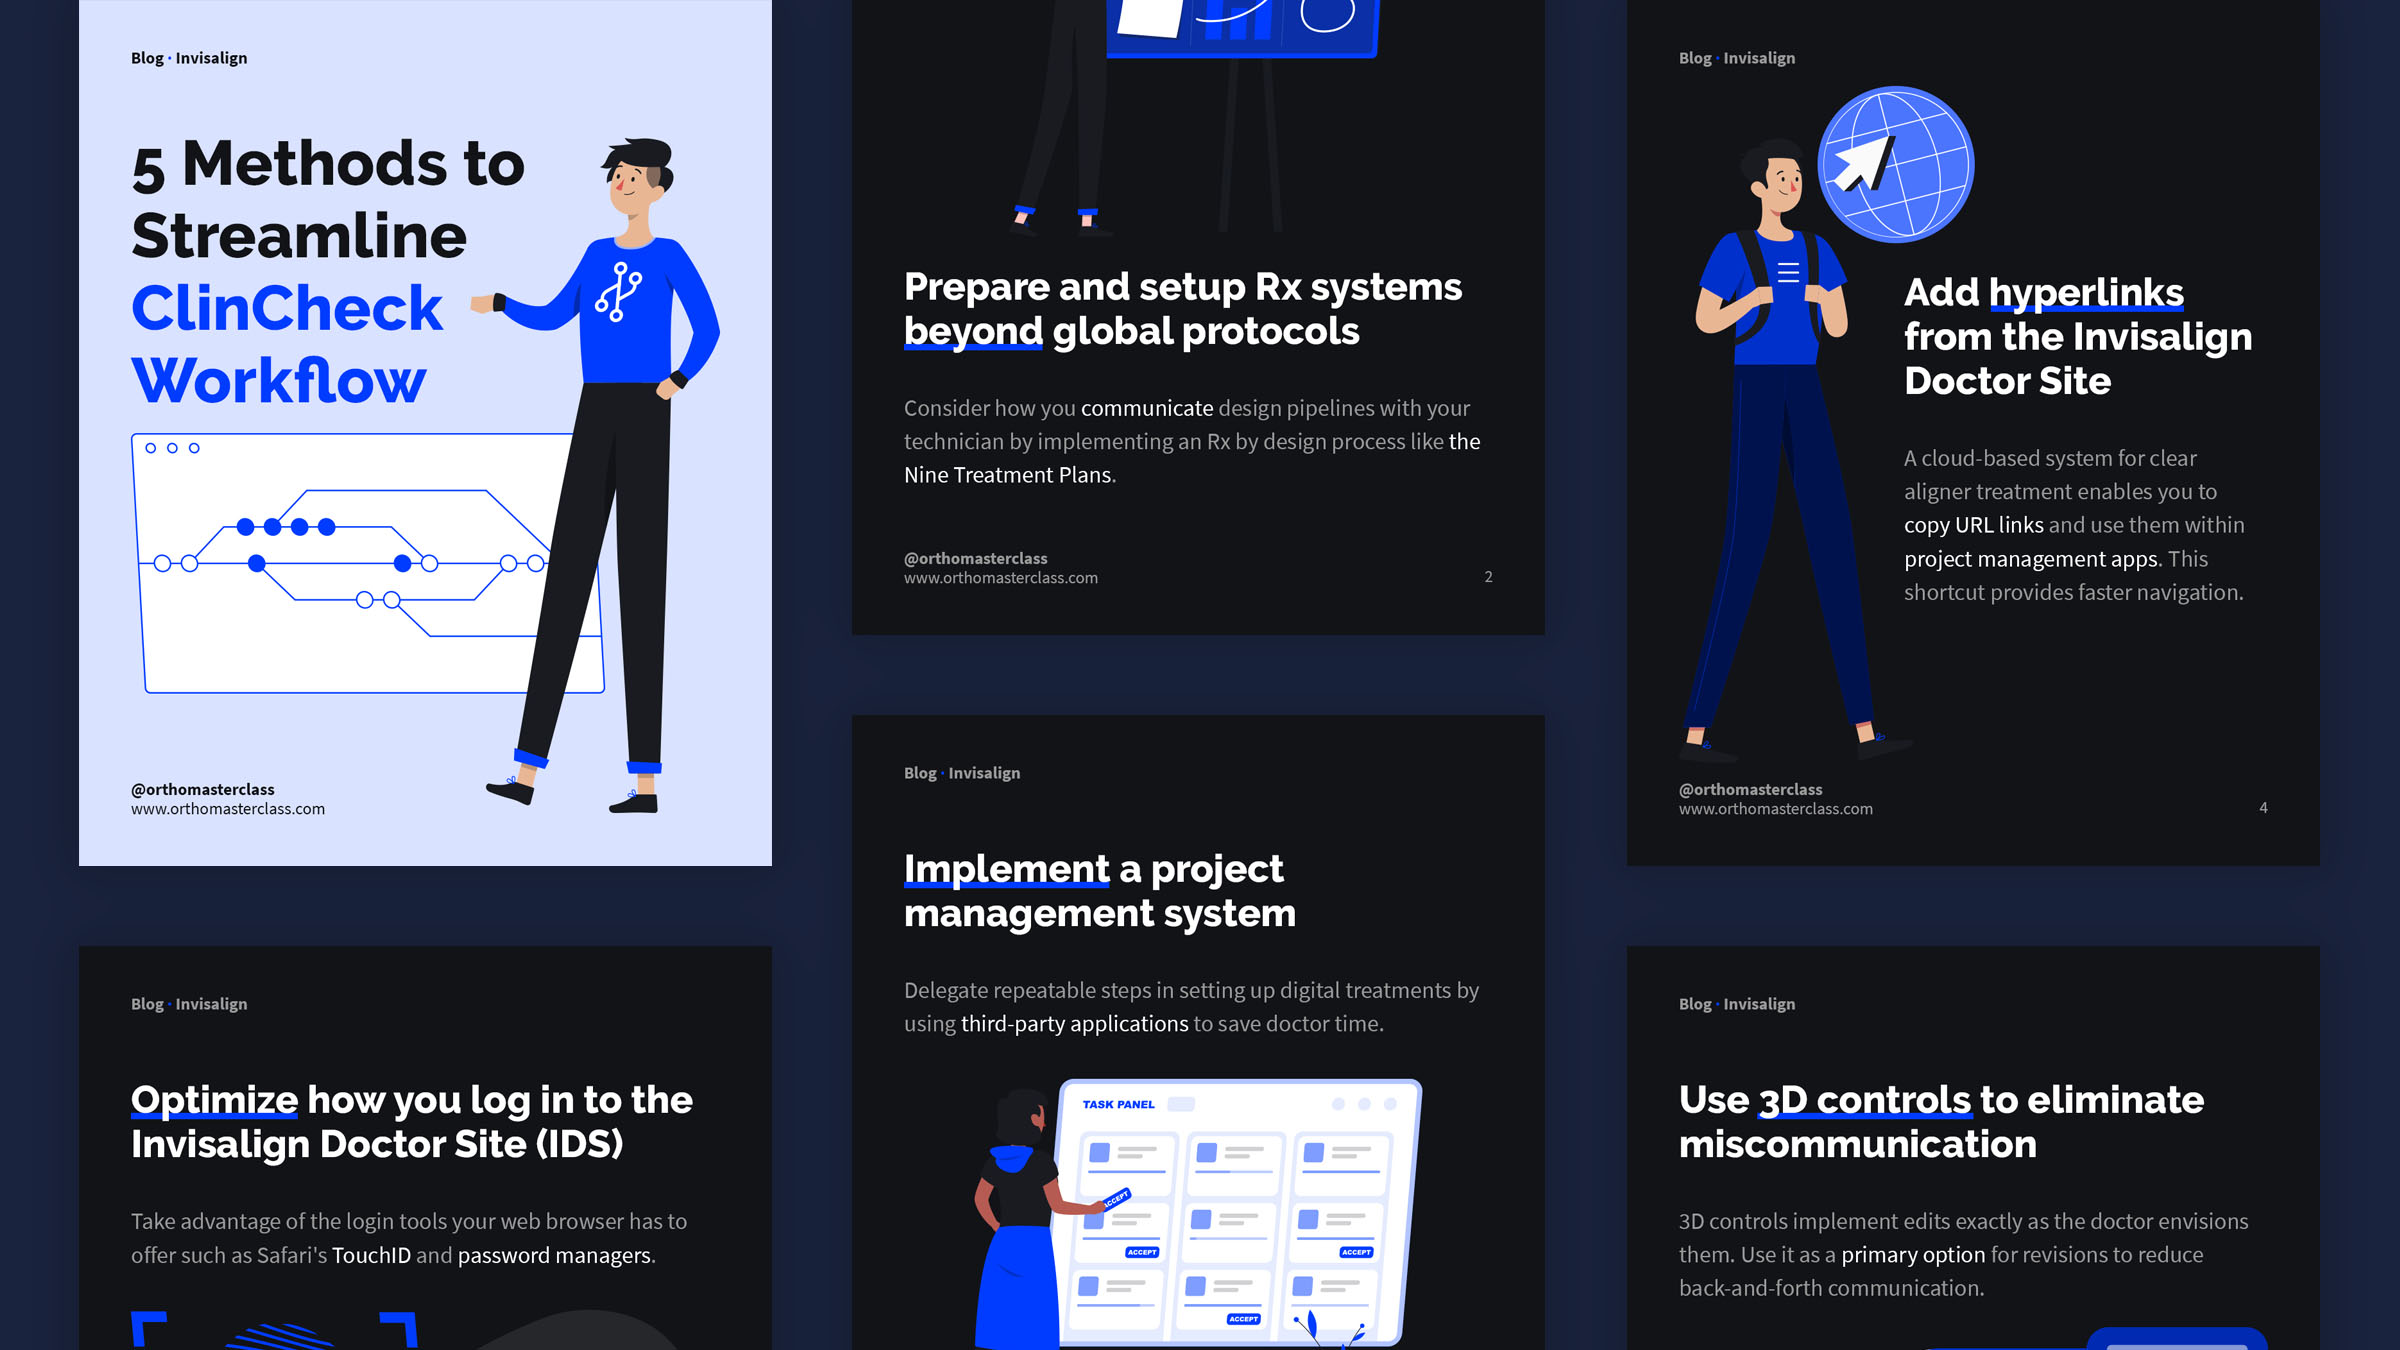 Blog · Invisalign
5 Methods to
Streamline
ClinCheck
Workflow
@orthomasterclass
www.orthomasterclass.com
Blog · Invisalign
Optimize how you log in to the
Invisalign Doctor Site (IDS)
Take advantage of the login tools your web browser has to
offer such as Safari's TouchID and password managers.
Prepare and setup Rx systems
beyond global protocols
Consider how you communicate design pipelines with your
technician by implementing an Rx by design process like the
Nine Treatment Plans.
@orthomasterclass
www.orthomasterclass.com
2
Blog · Invisalign
Implement a project
management system
Delegate repeatable steps in setting up digital treatments by
using third-party applications to save doctor time.
TASK PANEL
ACCEPT
ACCEPT
ACCEPT
ACCEPT
Blog · Invisalign
Add hyperlinks
from the Invisalign
Doctor Site
A cloud-based system for clear
aligner treatment enables you to
copy URL links and use them within
project management apps. This
shortcut provides faster navigation.
@orthomasterclass
www.orthomasterclass.com
4
Blog · Invisalign
Use 3D controls to eliminate
miscommunication
3D controls implement edits exactly as the doctor envisions
them. Use it as a primary option for revisions to reduce
back-and-forth communication.